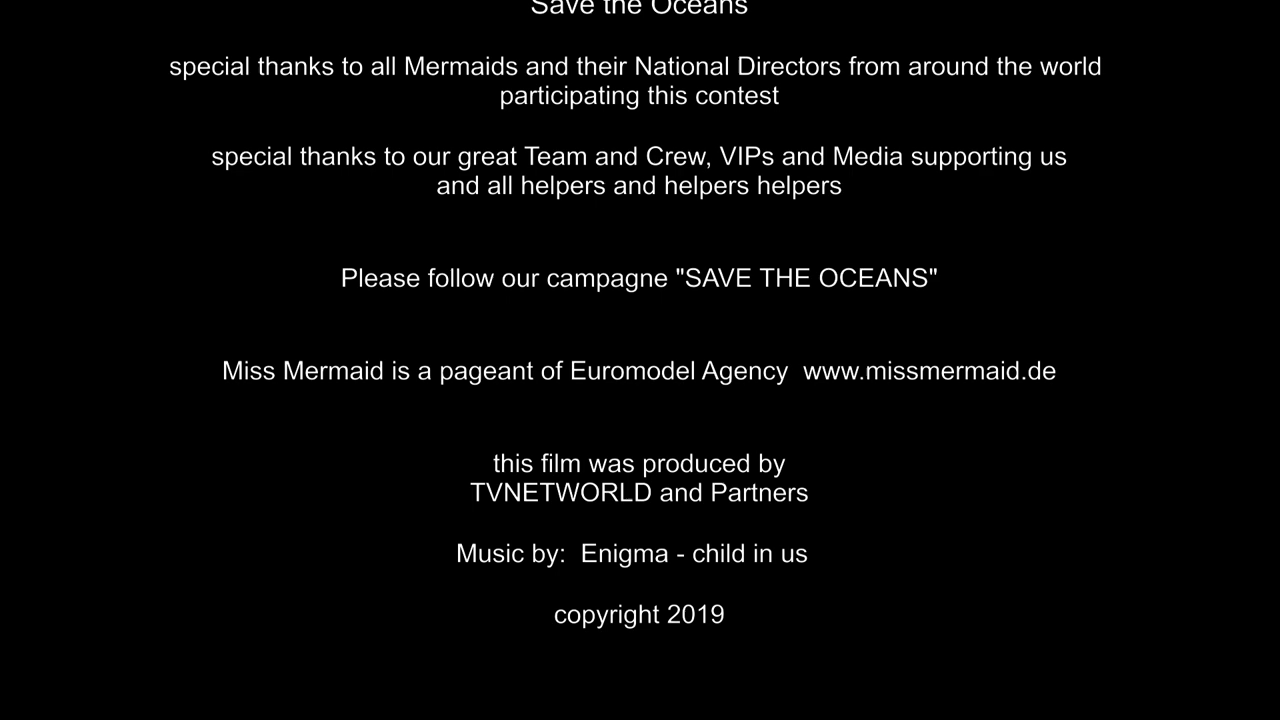 Save the Oceans
special thanks to all Mermaids and their National Directors from around the world
participating this contest
special thanks to our great Team and Crew, VIPs and Media supporting us
and all helpers and helpers helpers
Please follow our campagne "SAVE THE OCEANS"
Miss Mermaid is a pageant of Euromodel Agency  www.missmermaid.de
this film was produced by
TVNETWORLD and Partners
Music by:  Enigma - child in us
copyright 2019